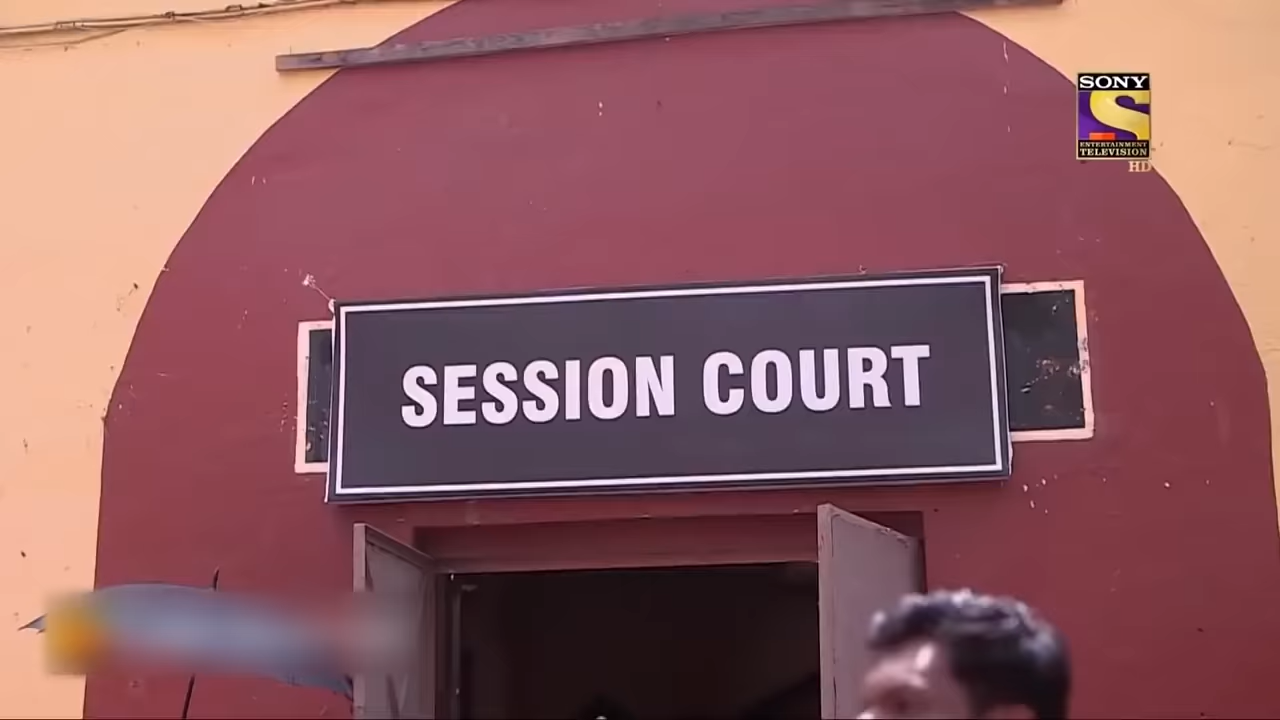 SONY
ENTERTAINMENT
TELEVISION
HD
SESSION COURT